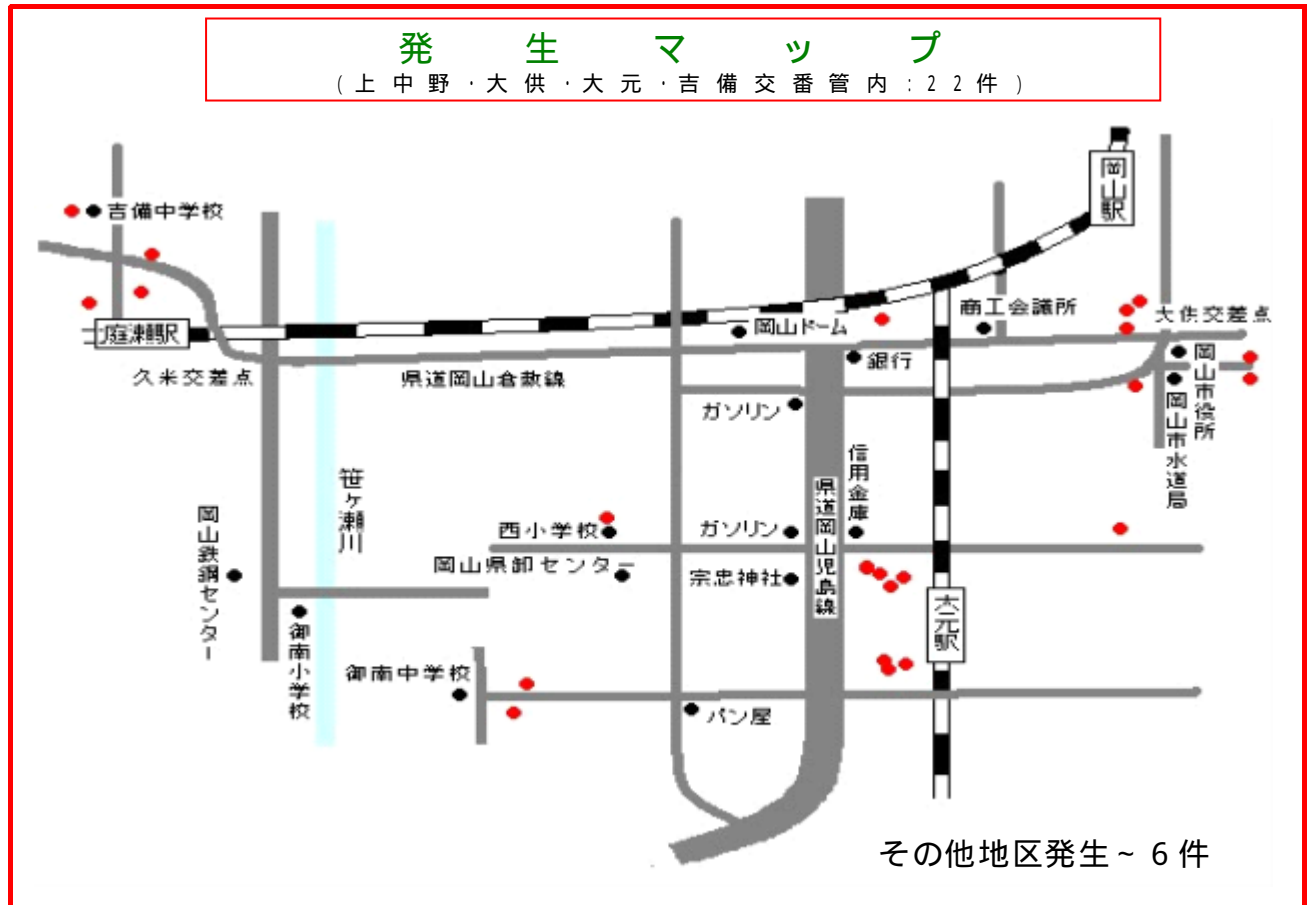 発生マップ
(上中野・大供・大元・吉備交番管内:22件)
岡山駅
吉備中学校
庭瀬駅
久米交差点
県道岡山倉敷線
岡山ドーム
商工会議所
大供交差点
銀行
岡山市役所
岡山市水道局
ガソリン
信用金庫
県道岡山児島線
笹ヶ瀬川
岡山鉄鋼センター
西小学校
ガソリン
岡山県卸センター
宗忠神社
大元駅
御南小学校
御南中学校
パン屋
その他地区発生~6件